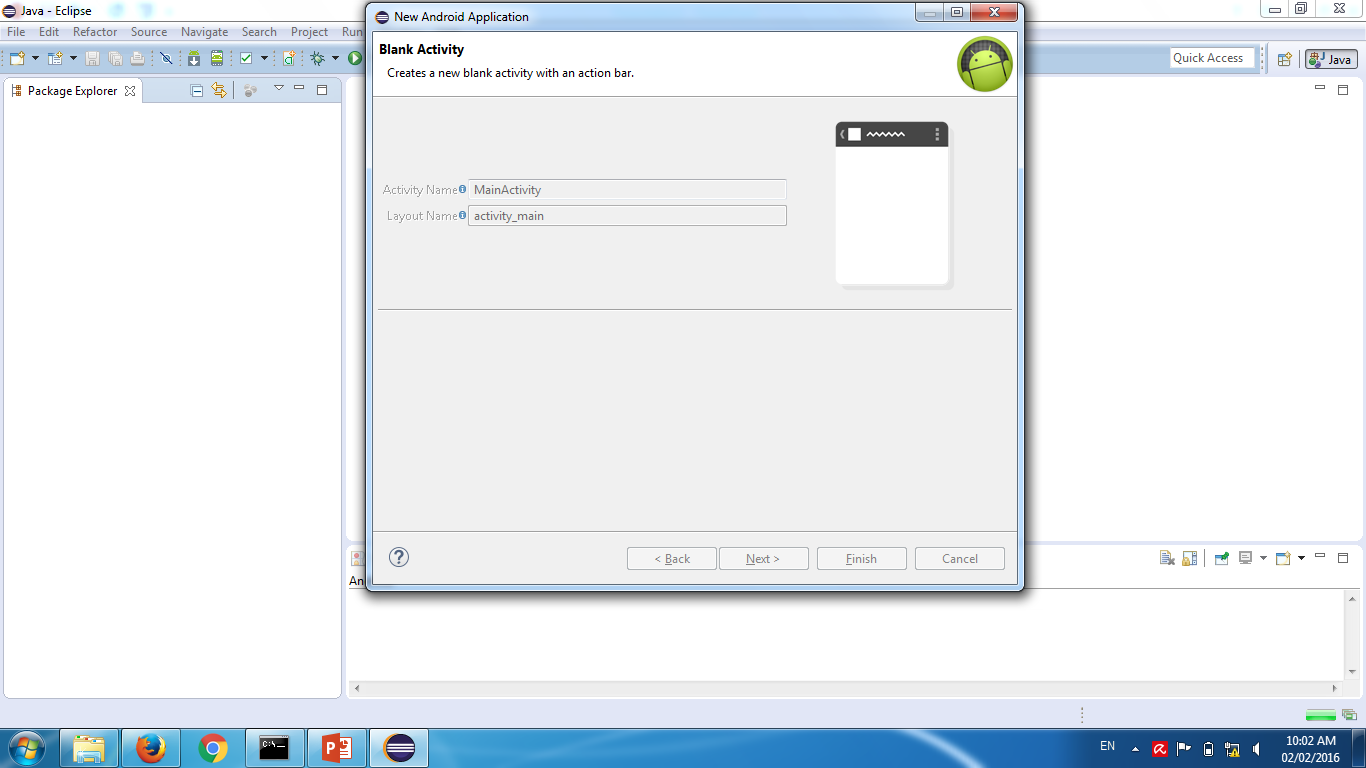 Java - Eclipse
New Android Application
File Edit Refactor Source Navigate Search Project Run
Blank Activity
Creates a new blank activity with an action bar.
Quick Access
Java
Package Explorer
Activity Name MainActivity
Layout Name activity_main
< Back Next > Finish Cancel
An
EN
10:02 AM
02/02/2016